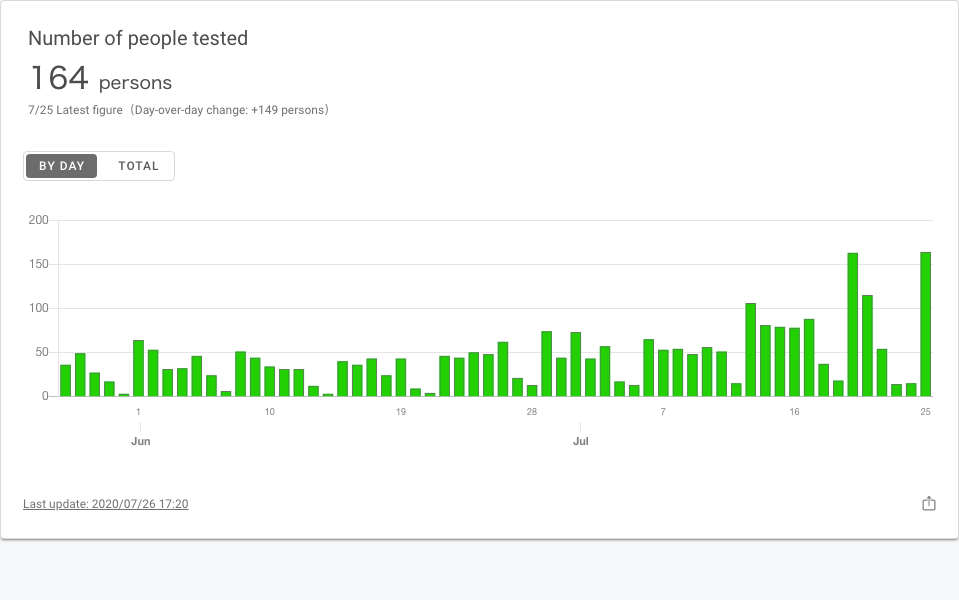 Number of people tested
164 persons
7/25 Latest figure（Day-over-day change: +149 persons）
BY DAY TOTAL
200
150
100
50
0
1 10 19 28 7 16 25
Jun Jul
Last update: 2020/07/26 17:20